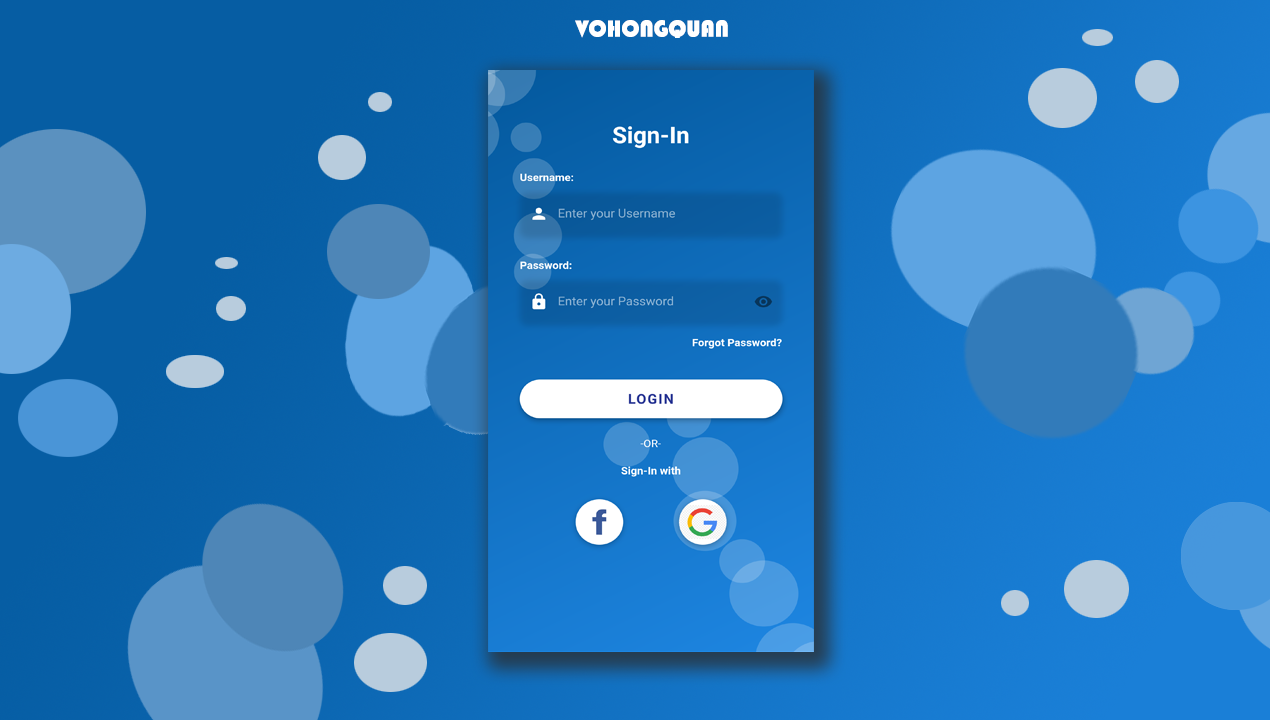 VOHONGQUAN
Sign-In
Username:
Enter your Username
Password:
Enter your Password
Forgot Password?
LOGIN
-OR-
Sign-In with
f
G